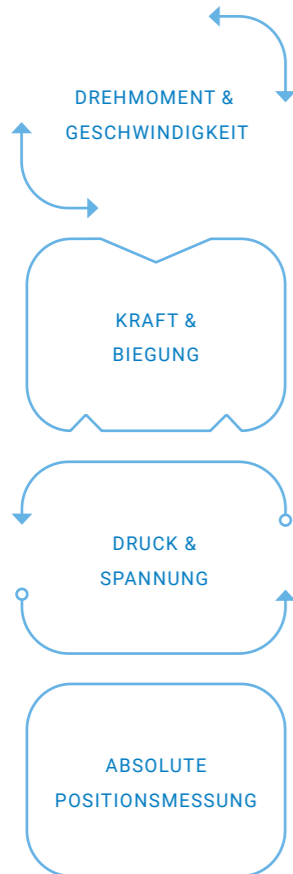 DREHMOMENT &
GESCHWINDIGKEIT
KRAFT &
BIEGUNG
DRUCK &
SPANNUNG
ABSOLUTE
POSITIONSMESSUNG